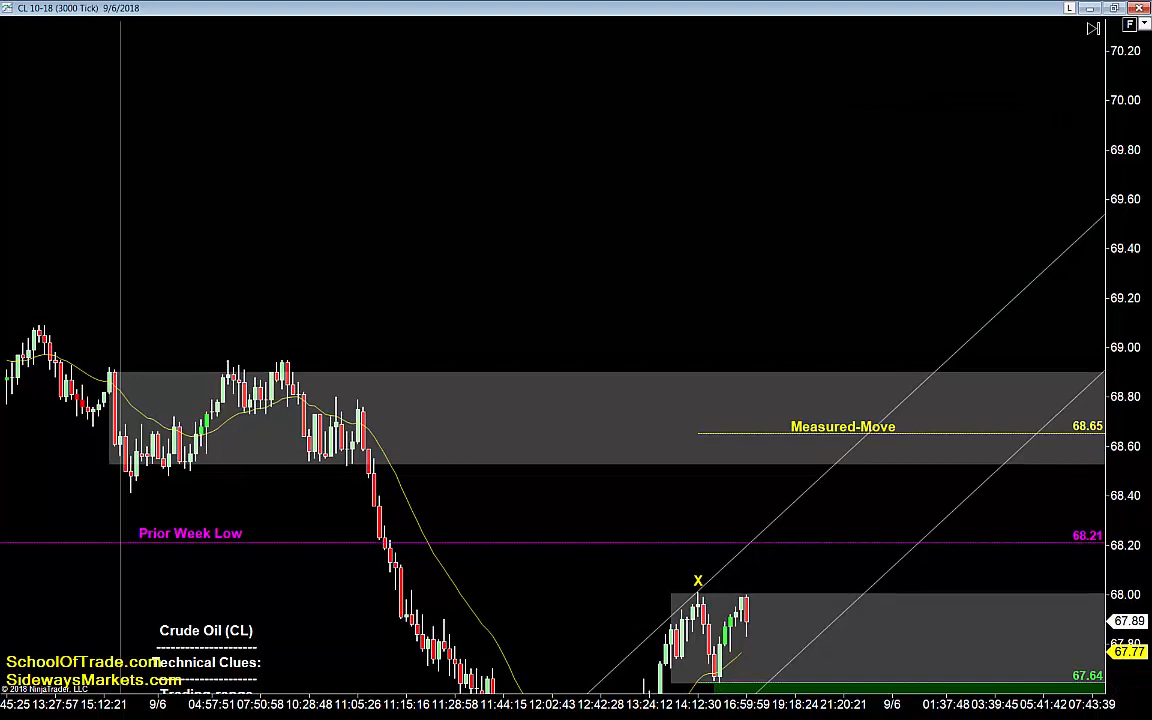 CL 10-18 (3000 Tick) 9/6/2018
L
F
70.20
70.00
69.80
69.60
69.40
69.20
69.00
68.80
Measured-Move 68.65
68.60
68.40
Prior Week Low 68.21
68.20
X
68.00
67.89
67.80
67.77
67.64
Crude Oil (CL)
--------------------
Technical Clues:
--------------------
Trading range
SchoolOfTrade.com
SidewaysMarkets.com
© 2018 NinjaTrader, LLC
45:25 13:27:57 15:12:21 9/6 04:57:51 07:50:58 10:28:48 11:05:26 11:15:16 11:28:58 11:44:15 12:02:43 12:42:28 13:24:12 14:12:30 16:59:59 19:18:24 21:20:21 9/6 01:37:48 03:39:45 05:41:42 07:43:39